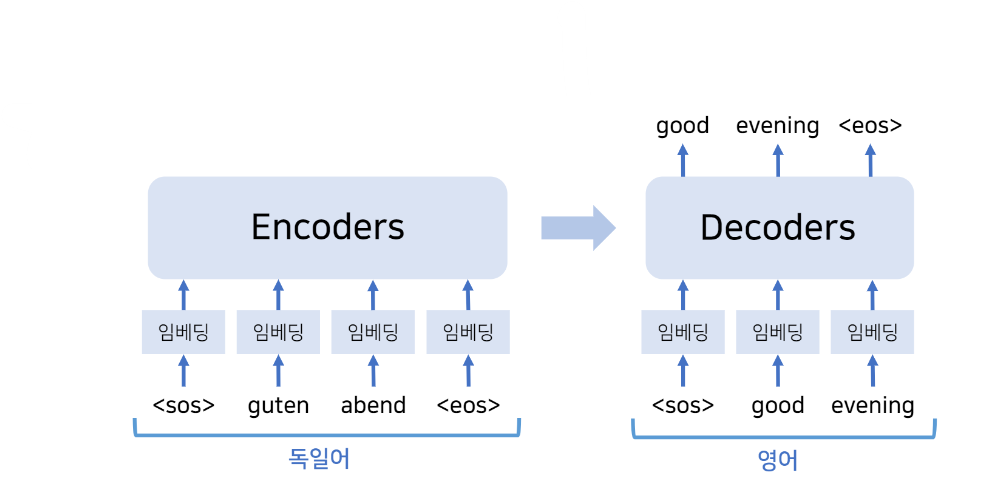 good evening <eos>
Encoders
Decoders
임베딩 임베딩 임베딩 임베딩
임베딩 임베딩 임베딩
<sos> guten abend <eos>
<sos> good evening
독일어
영어